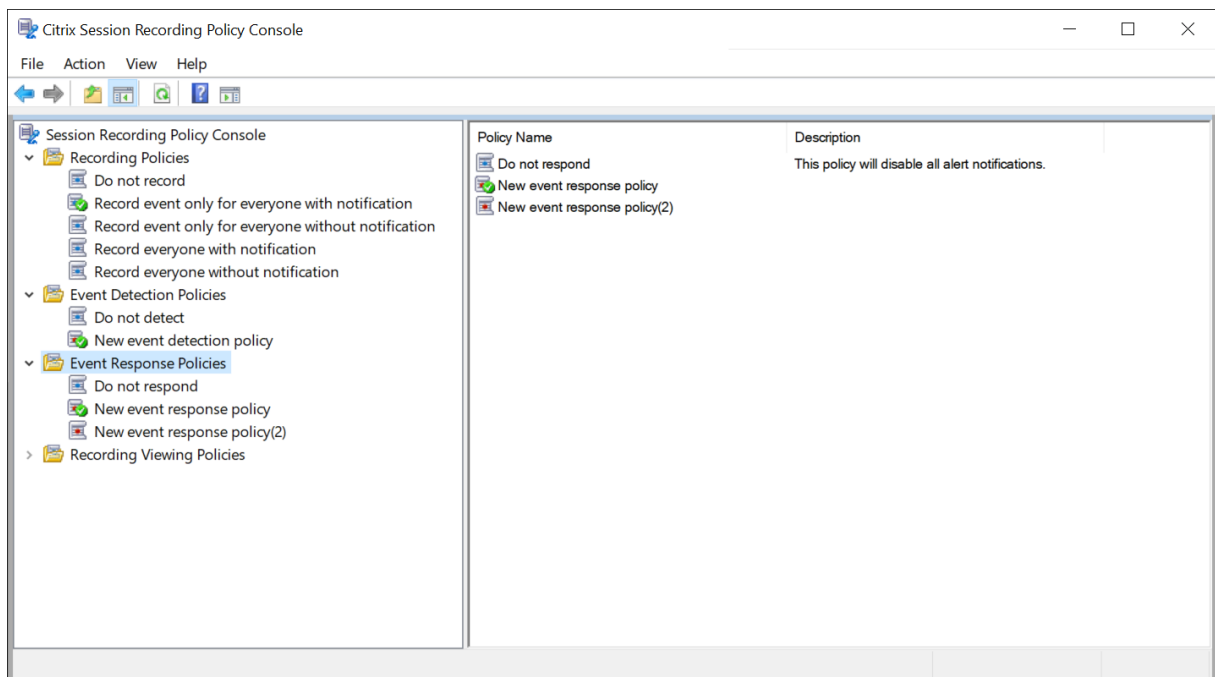 Citrix Session Recording Policy Console
File Action View Help
Session Recording Policy Console
Recording Policies
Do not record
Record event only for everyone with notification
Record event only for everyone without notification
Record everyone with notification
Record everyone without notification
Event Detection Policies
Do not detect
New event detection policy
Event Response Policies
Do not respond
New event response policy
New event response policy(2)
Recording Viewing Policies
Policy Name Description
Do not respond This policy will disable all alert notifications.
New event response policy
New event response policy(2)